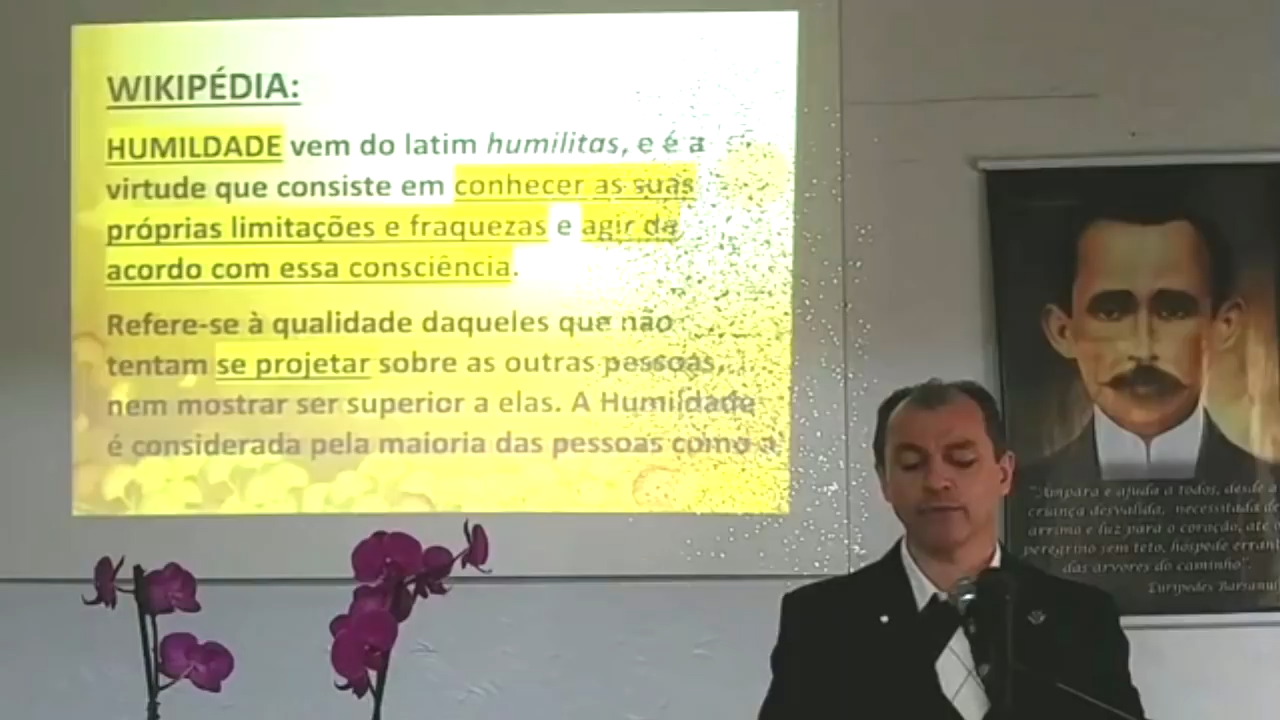 WIKIPÉDIA:
HUMILDADE vem do latim humilitas, e é a
virtude que consiste em conhecer as suas
próprias limitações e fraquezas e agir de
acordo com essa consciência.
Refere-se à qualidade daqueles que não
tentam se projetar sobre as outras pessoas,
nem mostrar ser superior a elas. A Humildade
é considerada pela maioria das pessoas como a
"Ampara e ajuda a todos, desde a
criança desvalida, necessitada de
arrimo e luz para o coração, até o
peregrino sem teto, hóspede
das árvores do caminho".
Eurípedes